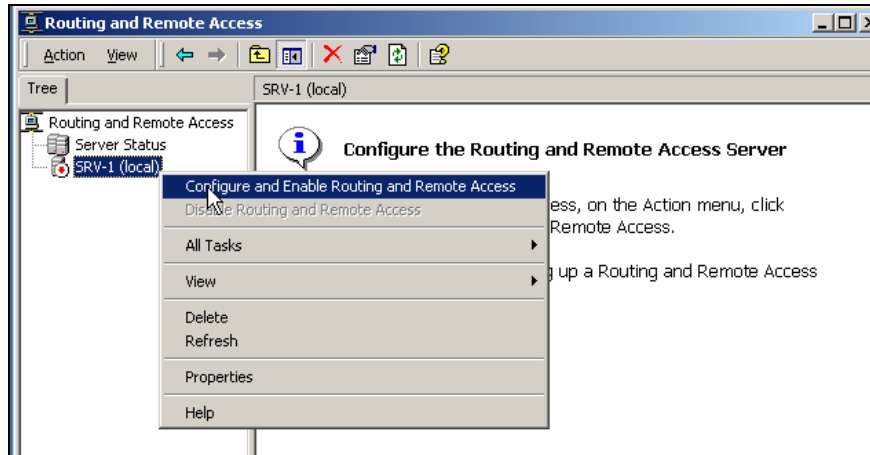 Routing and Remote Access
Action View
Tree
SRV-1 (local)
Routing and Remote Access
Server Status
SRV-1 (local)
Configure the Routing and Remote Access Server
Configure and Enable Routing and Remote Access
Disable Routing and Remote Access
All Tasks
View
Delete
Refresh
Properties
Help
ess, on the Action menu, click
Remote Access.
up a Routing and Remote Access